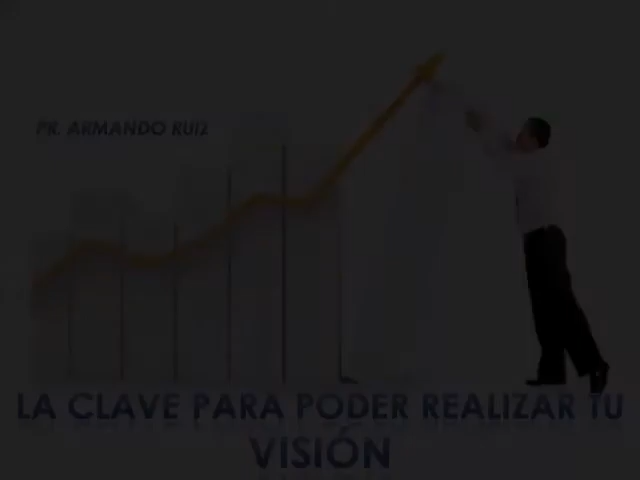 PR. ARMANDO RUIZ
LA CLAVE PARA PODER REALIZAR TU
VISIÓN